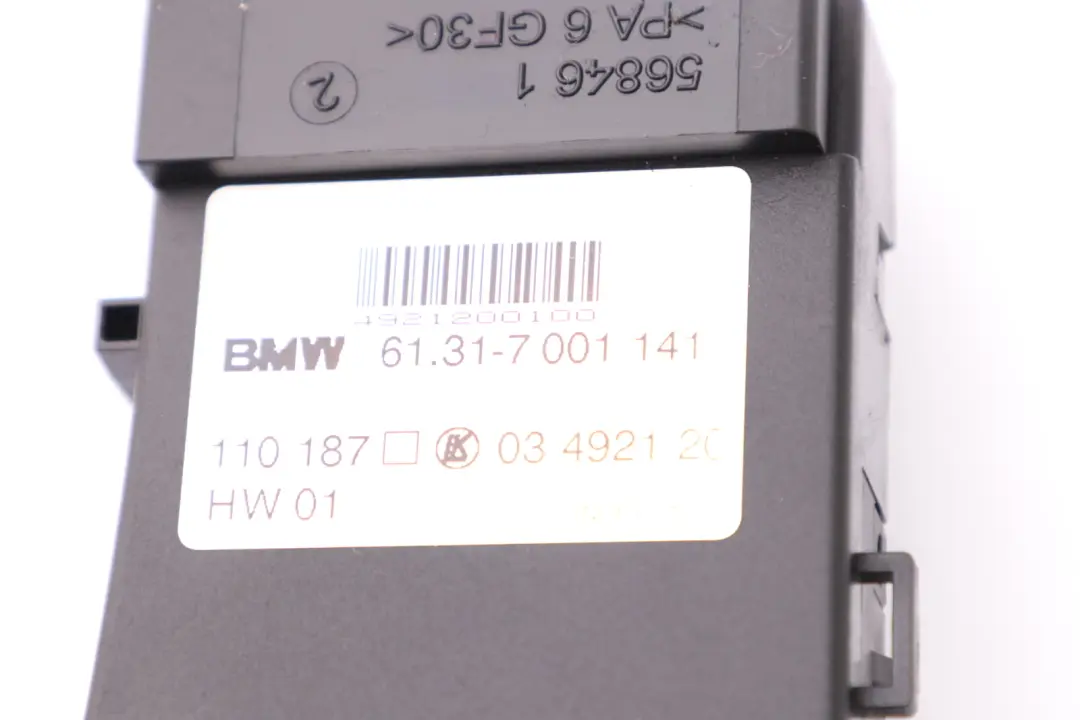 >PA 6 GF30<
56846 1
2
4921200100
BMW 61.31-7 001 141
110 187 03 4921 20
HW 01